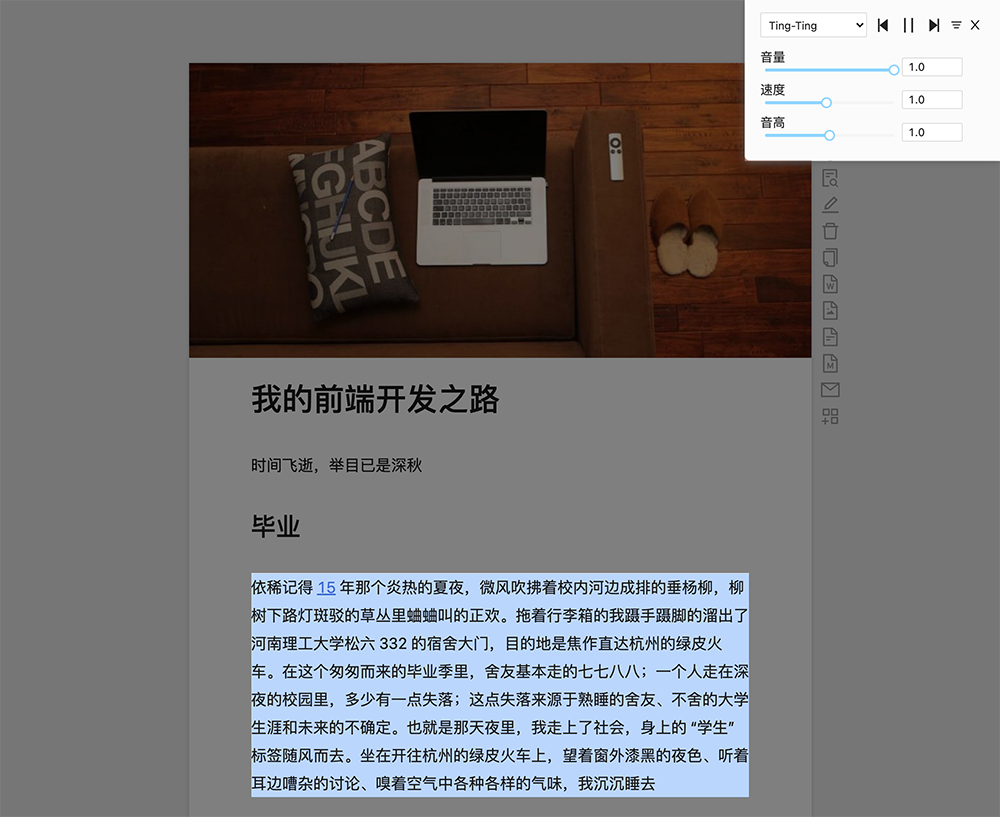 Ting-Ting
音量
1.0
速度
1.0
音高
1.0
ABCDE
FGHIJKL
W
M
我的前端开发之路
时间飞逝，举目已是深秋
毕业
依稀记得 15 年那个炎热的夏夜，微风吹拂着校内河边成排的垂杨柳，柳
树下路灯斑驳的草丛里蛐蛐叫的正欢。拖着行李箱的我蹑手蹑脚的溜出了
河南理工大学松六 332 的宿舍大门，目的地是焦作直达杭州的绿皮火
车。在这个匆匆而来的毕业季里，舍友基本走的七七八八；一个人走在深
夜的校园里，多少有一点失落；这点失落来源于熟睡的舍友、不舍的大学
生涯和未来的不确定。也就是那天夜里，我走上了社会，身上的 “学生”
标签随风而去。坐在开往杭州的绿皮火车上，望着窗外漆黑的夜色、听着
耳边嘈杂的讨论、嗅着空气中各种各样的气味，我沉沉睡去